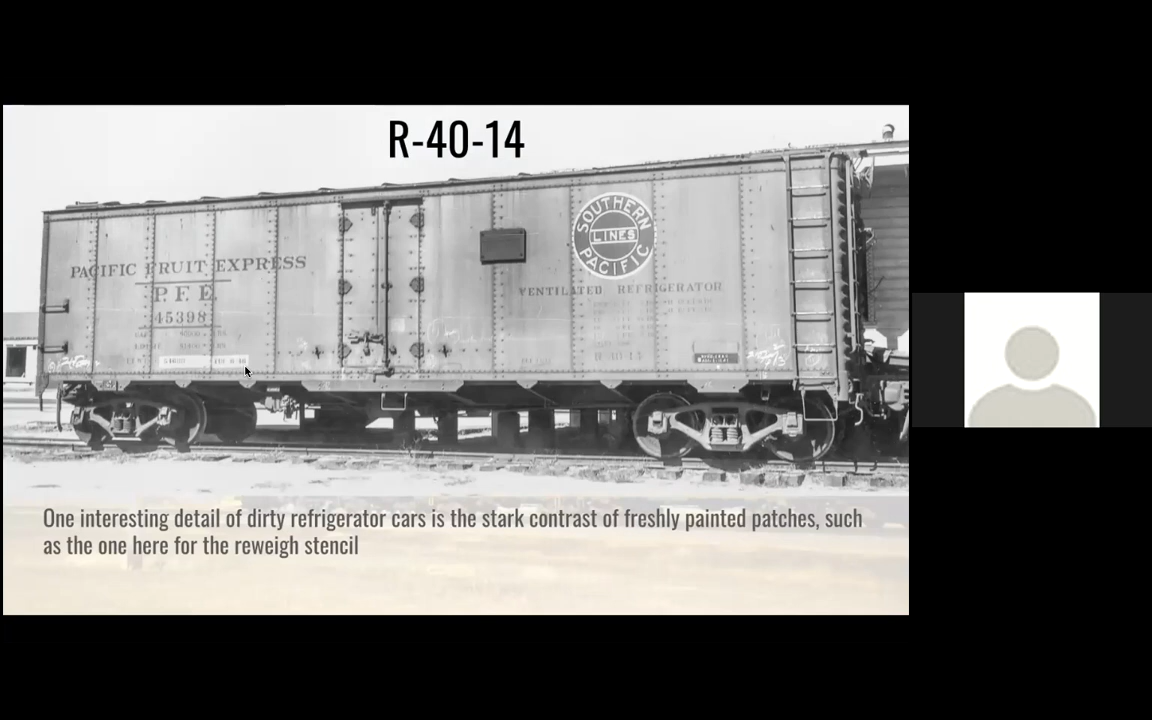 R-40-14
SOUTHERN
LINES
PACIFIC
PACIFIC FRUIT EXPRESS
P.F.E.
45398
VENTILATED REFRIGERATOR
One interesting detail of dirty refrigerator cars is the stark contrast of freshly painted patches, such
as the one here for the reweigh stencil